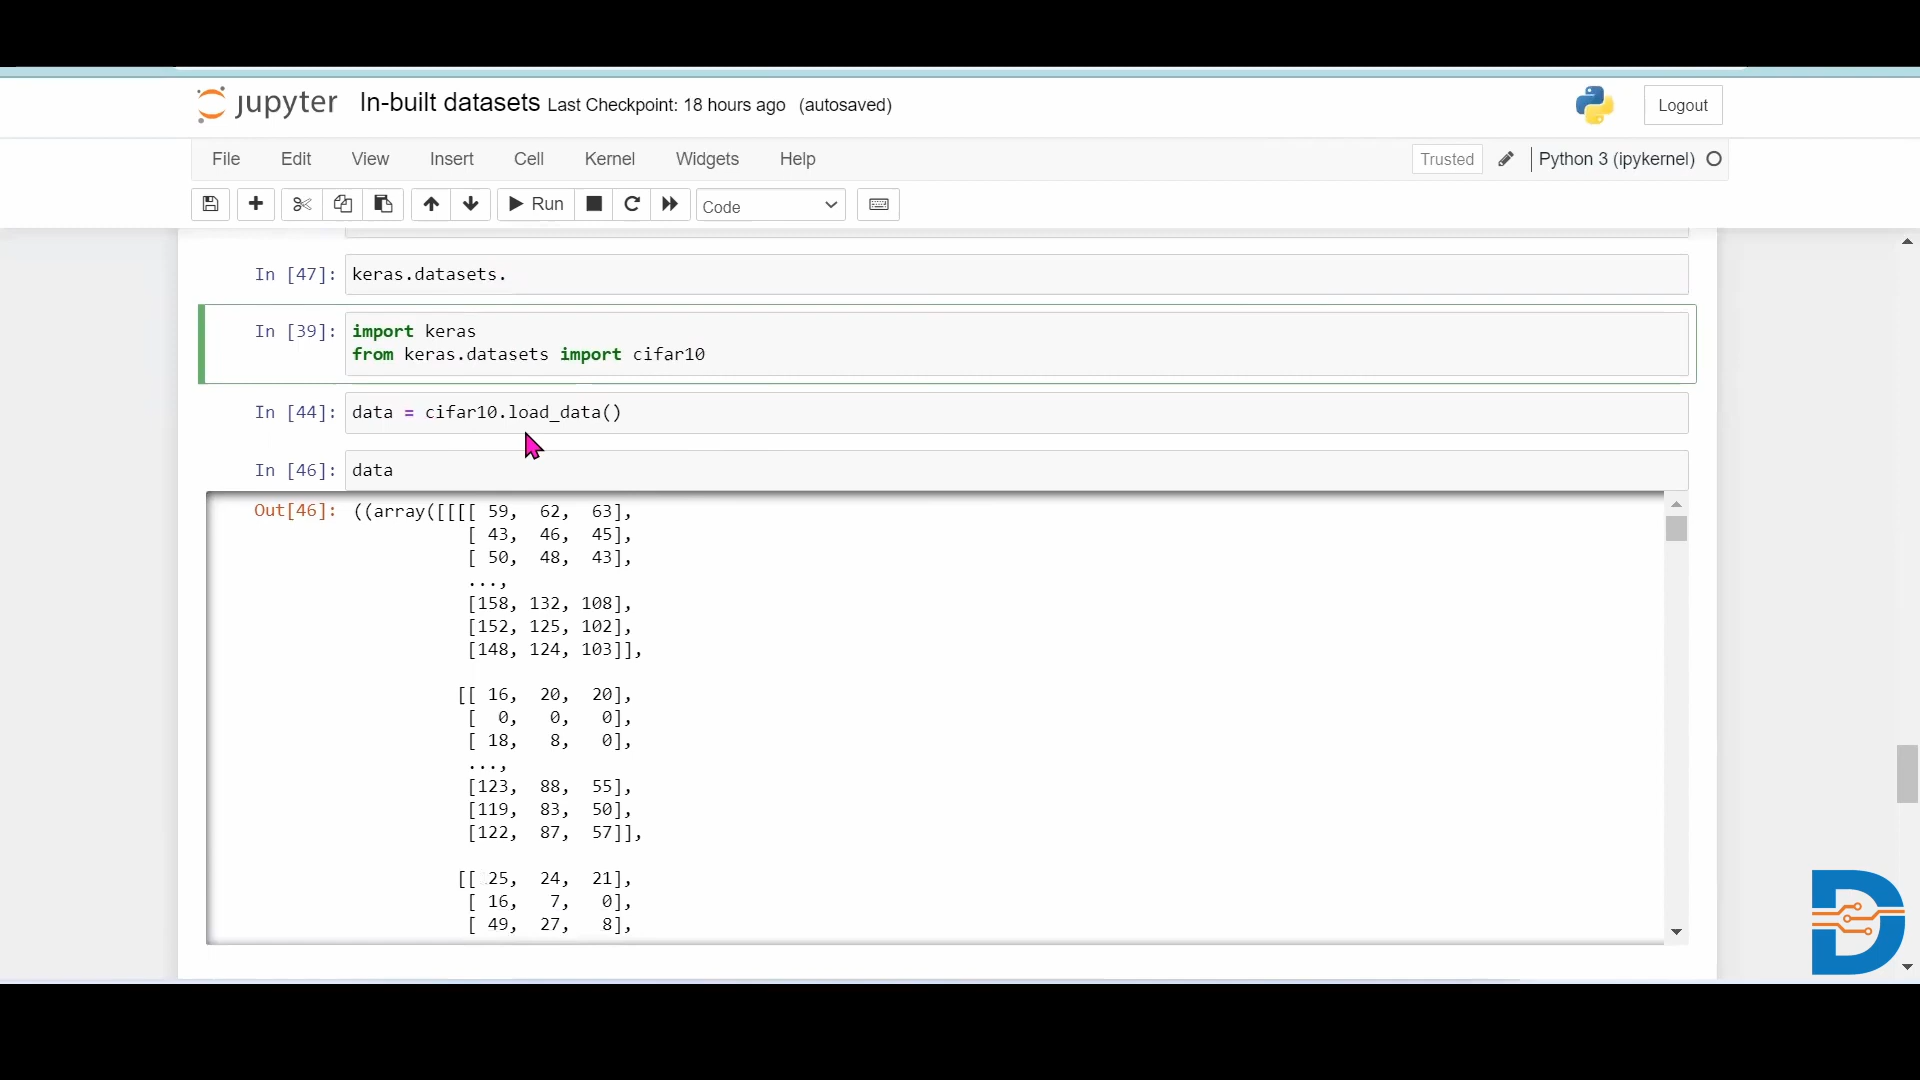 jupyter In-built datasets Last Checkpoint: 18 hours ago (autosaved) Logout
File Edit View Insert Cell Kernel Widgets Help Trusted Python 3 (ipykernel)
Run Code
In [47]: keras.datasets.
In [39]: import keras
from keras.datasets import cifar10
In [44]: data = cifar10.load_data()
In [46]: data
Out[46]: ((array([[[[ 59, 62, 63],
[ 43, 46, 45],
[ 50, 48, 43],
...,
[158, 132, 108],
[152, 125, 102],
[148, 124, 103]],
[[ 16, 20, 20],
[ 0, 0, 0],
[ 18, 8, 0],
...,
[123, 88, 55],
[119, 83, 50],
[122, 87, 57]],
[[ 25, 24, 21],
[ 16, 7, 0],
[ 49, 27, 8],